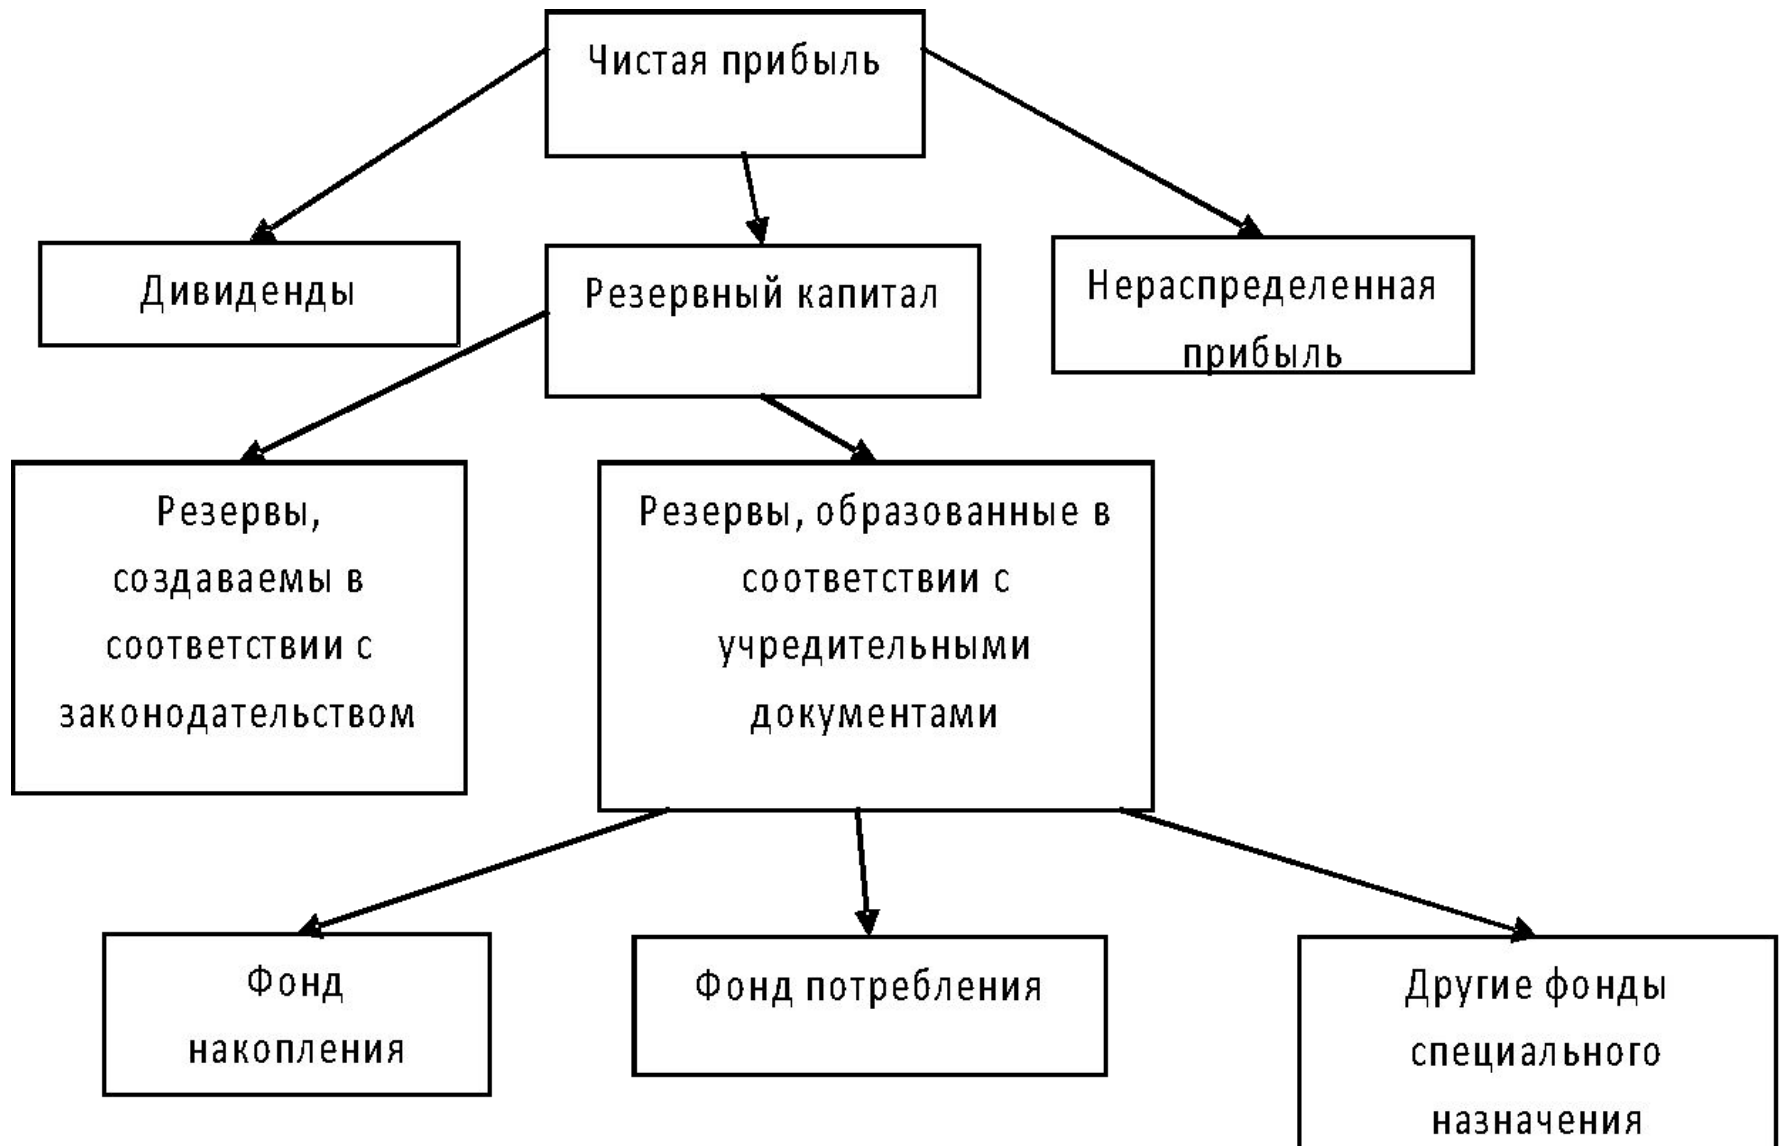 Чистая прибыль
Дивиденды
Резервный капитал
Нераспределенная
прибыль
Резервы,
создаваемы в
соответствии с
законодательством
Резервы, образованные в
соответствии с
учредительными
документами
Фонд
накопления
Фонд потребления
Другие фонды
специального
назначения